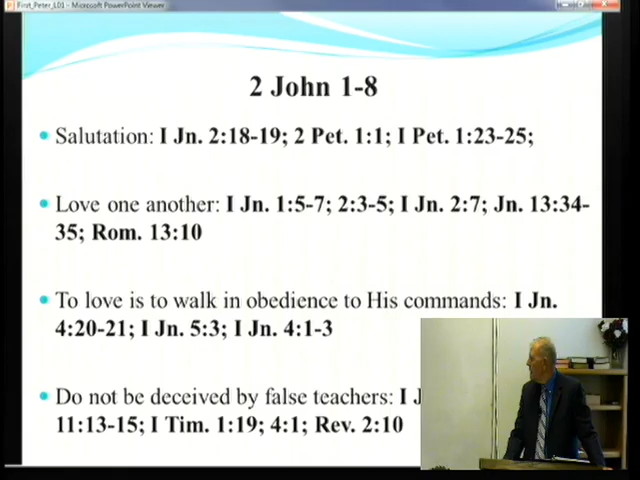 First_Peter_L01 - Microsoft PowerPoint Viewer
2 John 1-8
Salutation: I Jn. 2:18-19; 2 Pet. 1:1; I Pet. 1:23-25;
Love one another: I Jn. 1:5-7; 2:3-5; I Jn. 2:7; Jn. 13:34-
35; Rom. 13:10
To love is to walk in obedience to His commands: I Jn.
4:20-21; I Jn. 5:3; I Jn. 4:1-3
Do not be deceived by false teachers: I
11:13-15; I Tim. 1:19; 4:1; Rev. 2:10